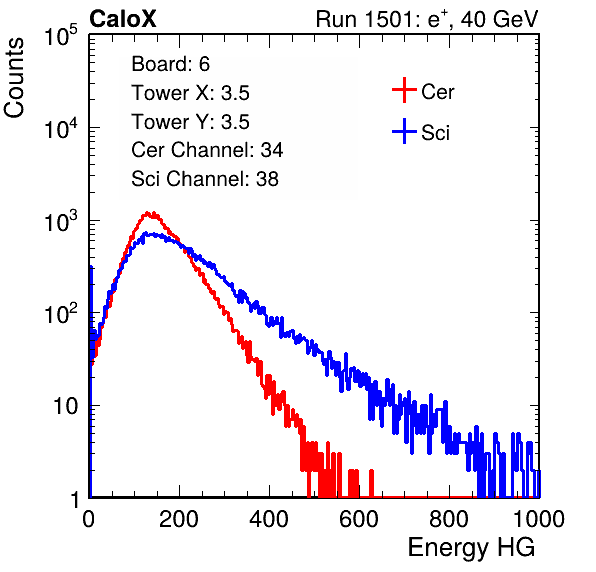 CaloX Run 1501: e⁺, 40 GeV
Counts
Board: 6
Tower X: 3.5
Tower Y: 3.5
Cer Channel: 34
Sci Channel: 38
Cer
Sci
10⁵
10⁴
10³
10²
10
1
0 200 400 600 800 1000
Energy HG